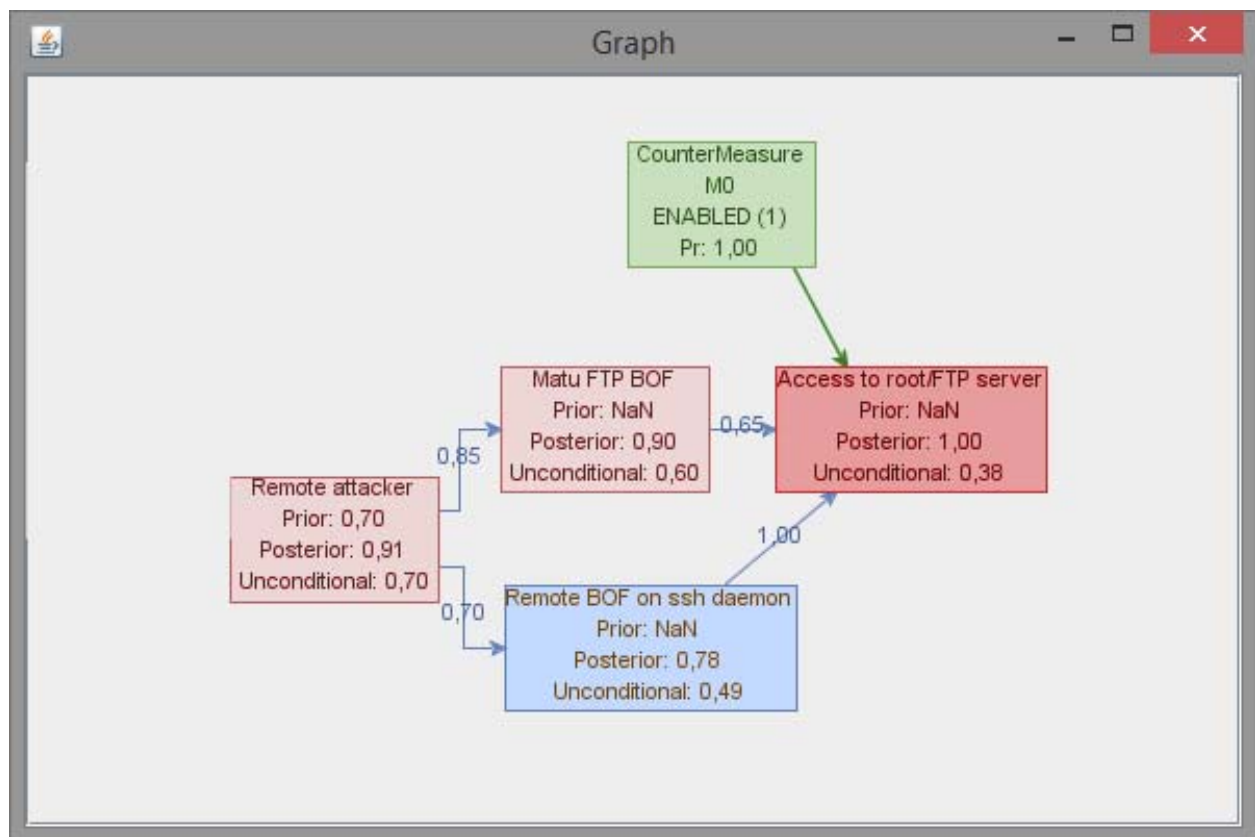 Graph
CounterMeasure
M0
ENABLED (1)
Pr: 1,00
Matu FTP BOF
Prior: NaN
Posterior: 0,90
Unconditional: 0,60
0,65
Access to root/FTP server
Prior: NaN
Posterior: 1,00
Unconditional: 0,38
0,85
Remote attacker
Prior: 0,70
Posterior: 0,91
Unconditional: 0,70
0,70
1,00
Remote BOF on ssh daemon
Prior: NaN
Posterior: 0,78
Unconditional: 0,49